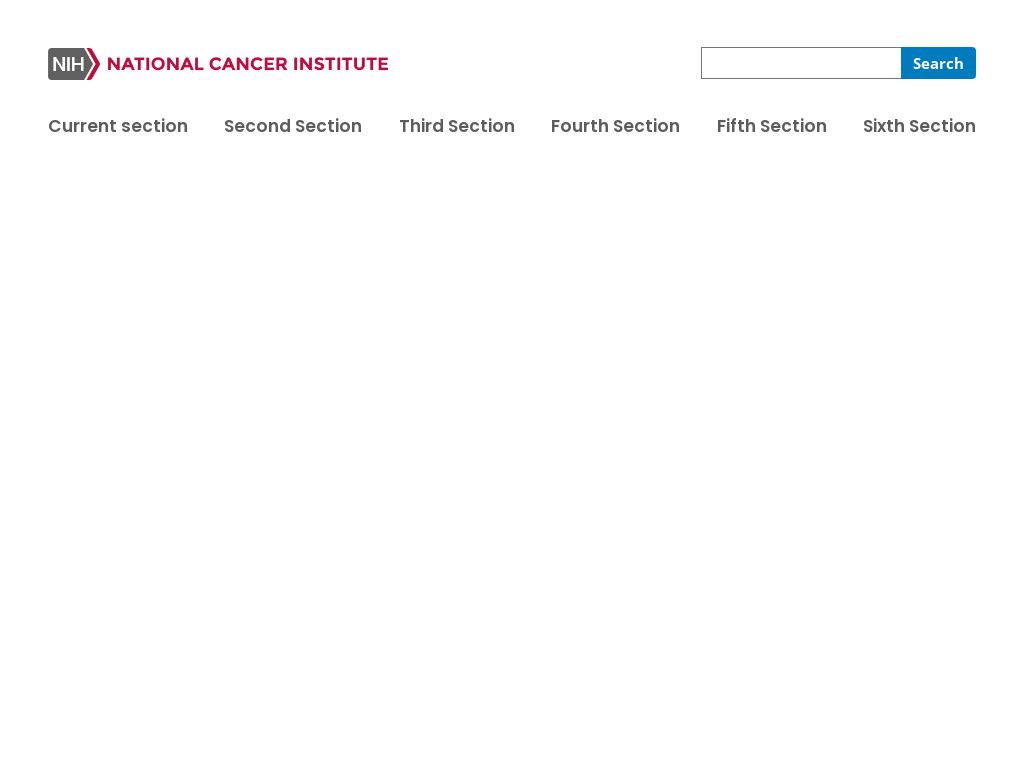 NIH NATIONAL CANCER INSTITUTE
Search
Current section Second Section Third Section Fourth Section Fifth Section Sixth Section